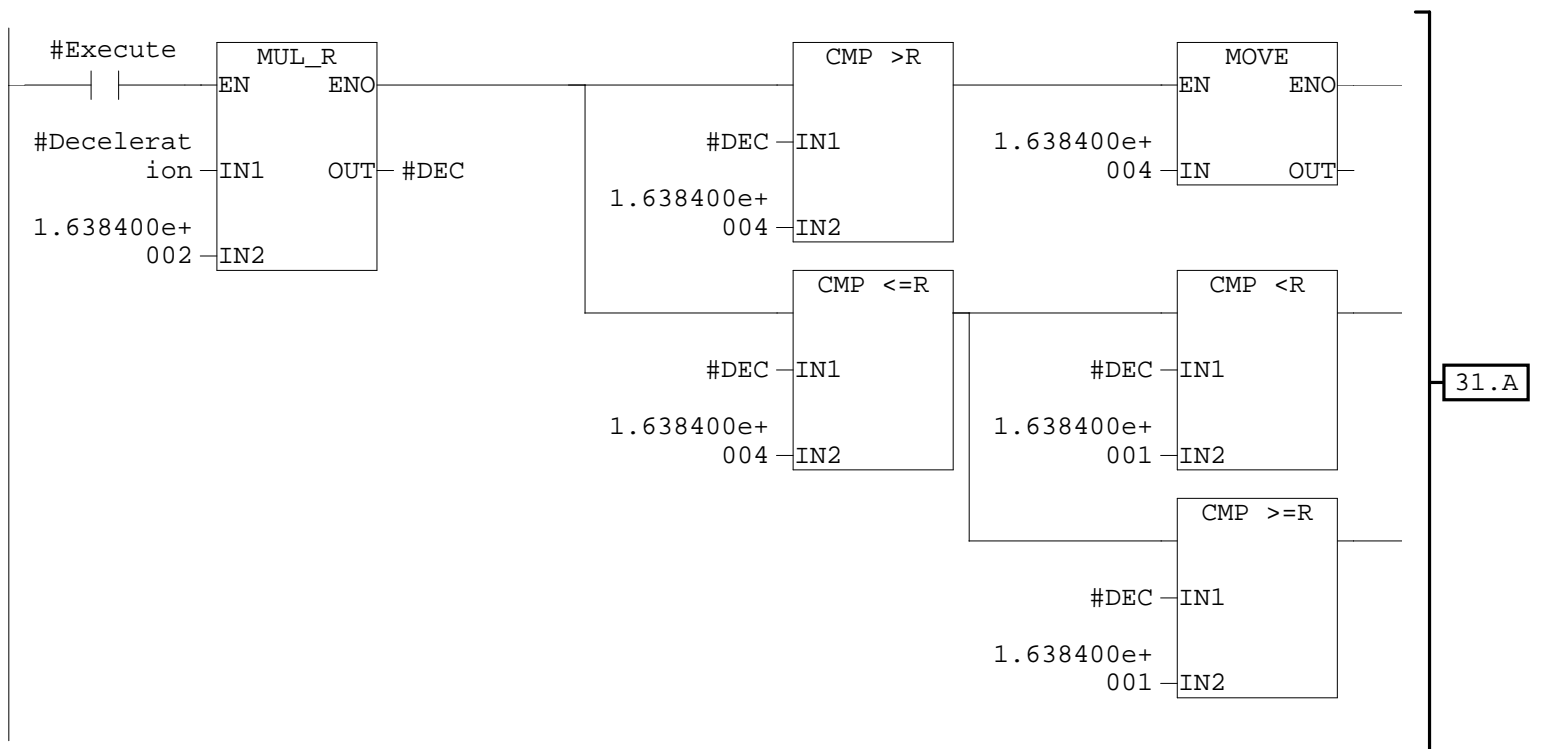 #Execute
MUL_R
CMP >R
MOVE
EN ENO
EN ENO
#Decelerat
ion
IN1 OUT
#DEC
#DEC
IN1
1.638400e+
004
IN OUT
1.638400e+
002
IN2
1.638400e+
004
IN2
CMP <=R
CMP <R
#DEC
IN1
#DEC
IN1
31.A
1.638400e+
004
IN2
1.638400e+
001
IN2
CMP >=R
#DEC
IN1
1.638400e+
001
IN2